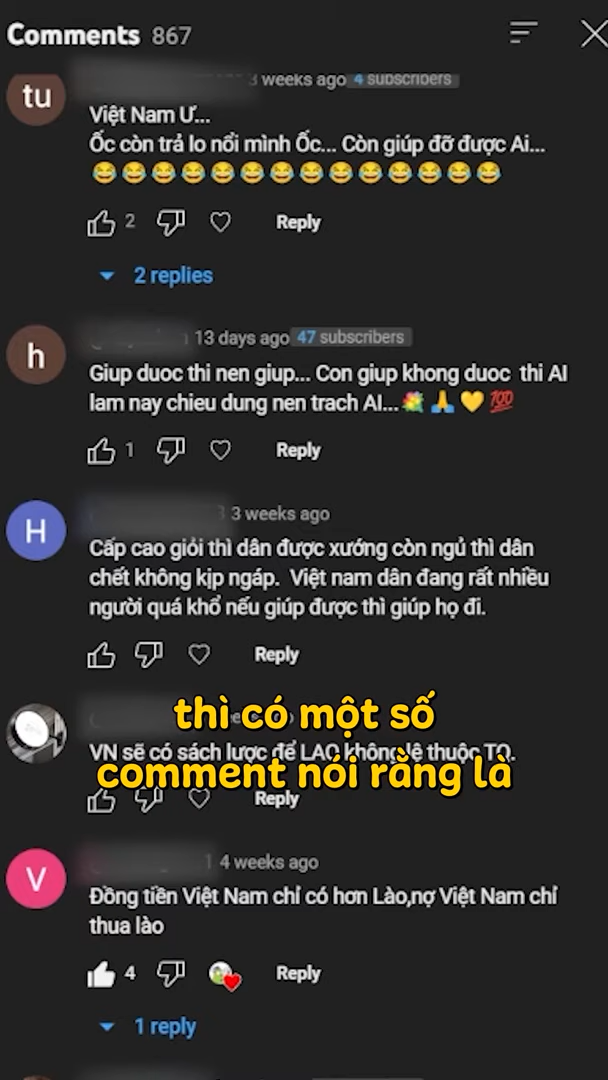 Comments 867
tu
3 weeks ago 4 subscribers
Việt Nam Ư...
Ốc còn trả lo nổi mình Ốc... Còn giúp đỡ được Ai...
😂😂😂😂😂😂😂😂😂😂😂😂😂😂
2
Reply
2 replies
h
13 days ago 47 subscribers
Giup duoc thi nen giup... Con giup khong duoc thi AI
lam nay chieu dung nen trach AI... 💐🙏💛💯
1
Reply
H
3 weeks ago
Cấp cao giỏi thì dân được xướng còn ngủ thì dân
chết không kịp ngáp. Việt nam dân đang rất nhiều
người quá khổ nếu giúp được thì giúp họ đi.
Reply
thì có một số
VN sẽ có sách lược để LAO không lệ thuộc TQ.
comment nói rằng là
Reply
V
4 weeks ago
Đồng tiền Việt Nam chỉ có hơn Lào,nợ Việt Nam chỉ
thua lào
4
Reply
1 reply